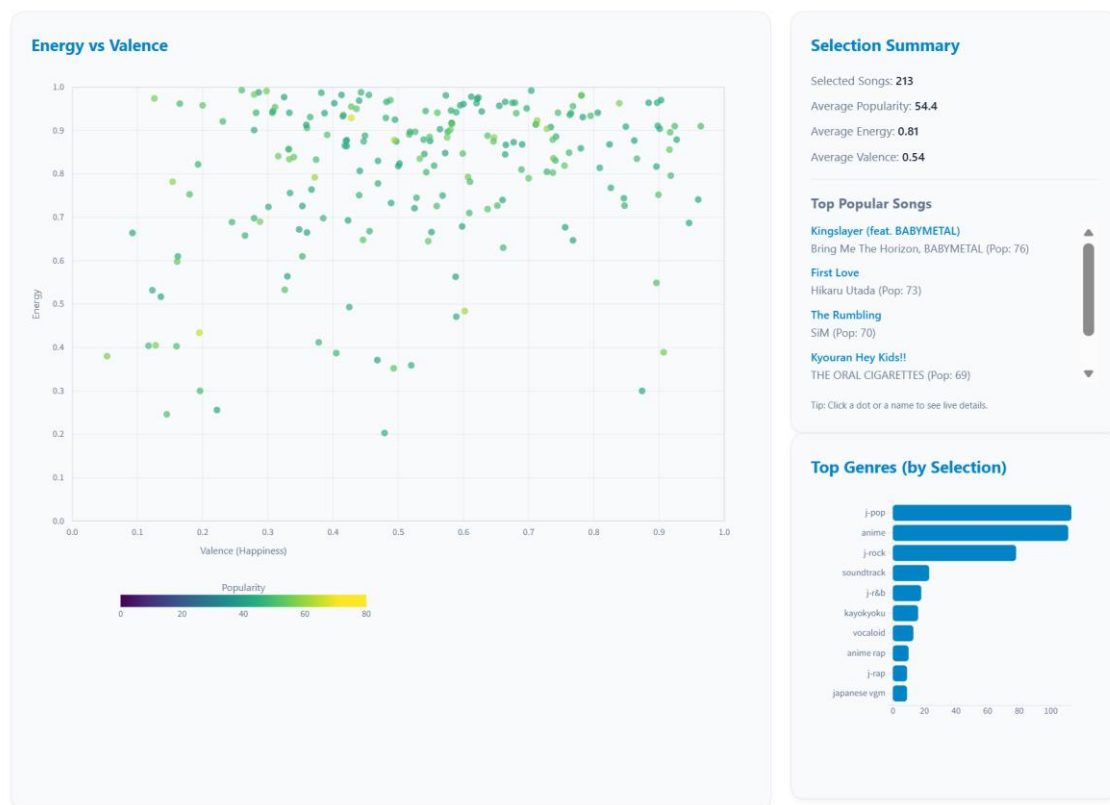 Energy vs Valence
1.0
0.9
0.8
0.7
0.6
0.5
0.4
0.3
0.2
0.1
0.0
Energy
0.0 0.1 0.2 0.3 0.4 0.5 0.6 0.7 0.8 0.9 1.0
Valence (Happiness)
Popularity
0 20 40 60 80
Selection Summary
Selected Songs: 213
Average Popularity: 54.4
Average Energy: 0.81
Average Valence: 0.54
Top Popular Songs
Kingslayer (feat. BABYMETAL)
Bring Me The Horizon, BABYMETAL (Pop: 76)
First Love
Hikaru Utada (Pop: 73)
The Rumbling
SiM (Pop: 70)
Kyouran Hey Kids!!
THE ORAL CIGARETTES (Pop: 69)
Tip: Click a dot or a name to see live details.
Top Genres (by Selection)
j-pop
anime
j-rock
soundtrack
j-r&b
kayokyoku
vocaloid
anime rap
j-rap
japanese vgm
0 20 40 60 80 100